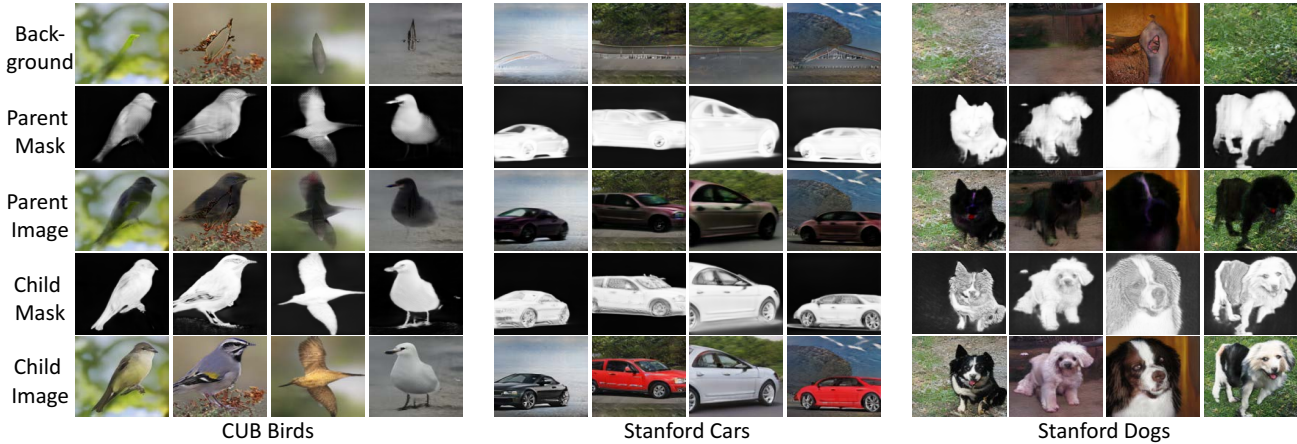 Back-
ground
Parent
Mask
Parent
Image
Child
Mask
Child
Image
CUB Birds
Stanford Cars
Stanford Dogs